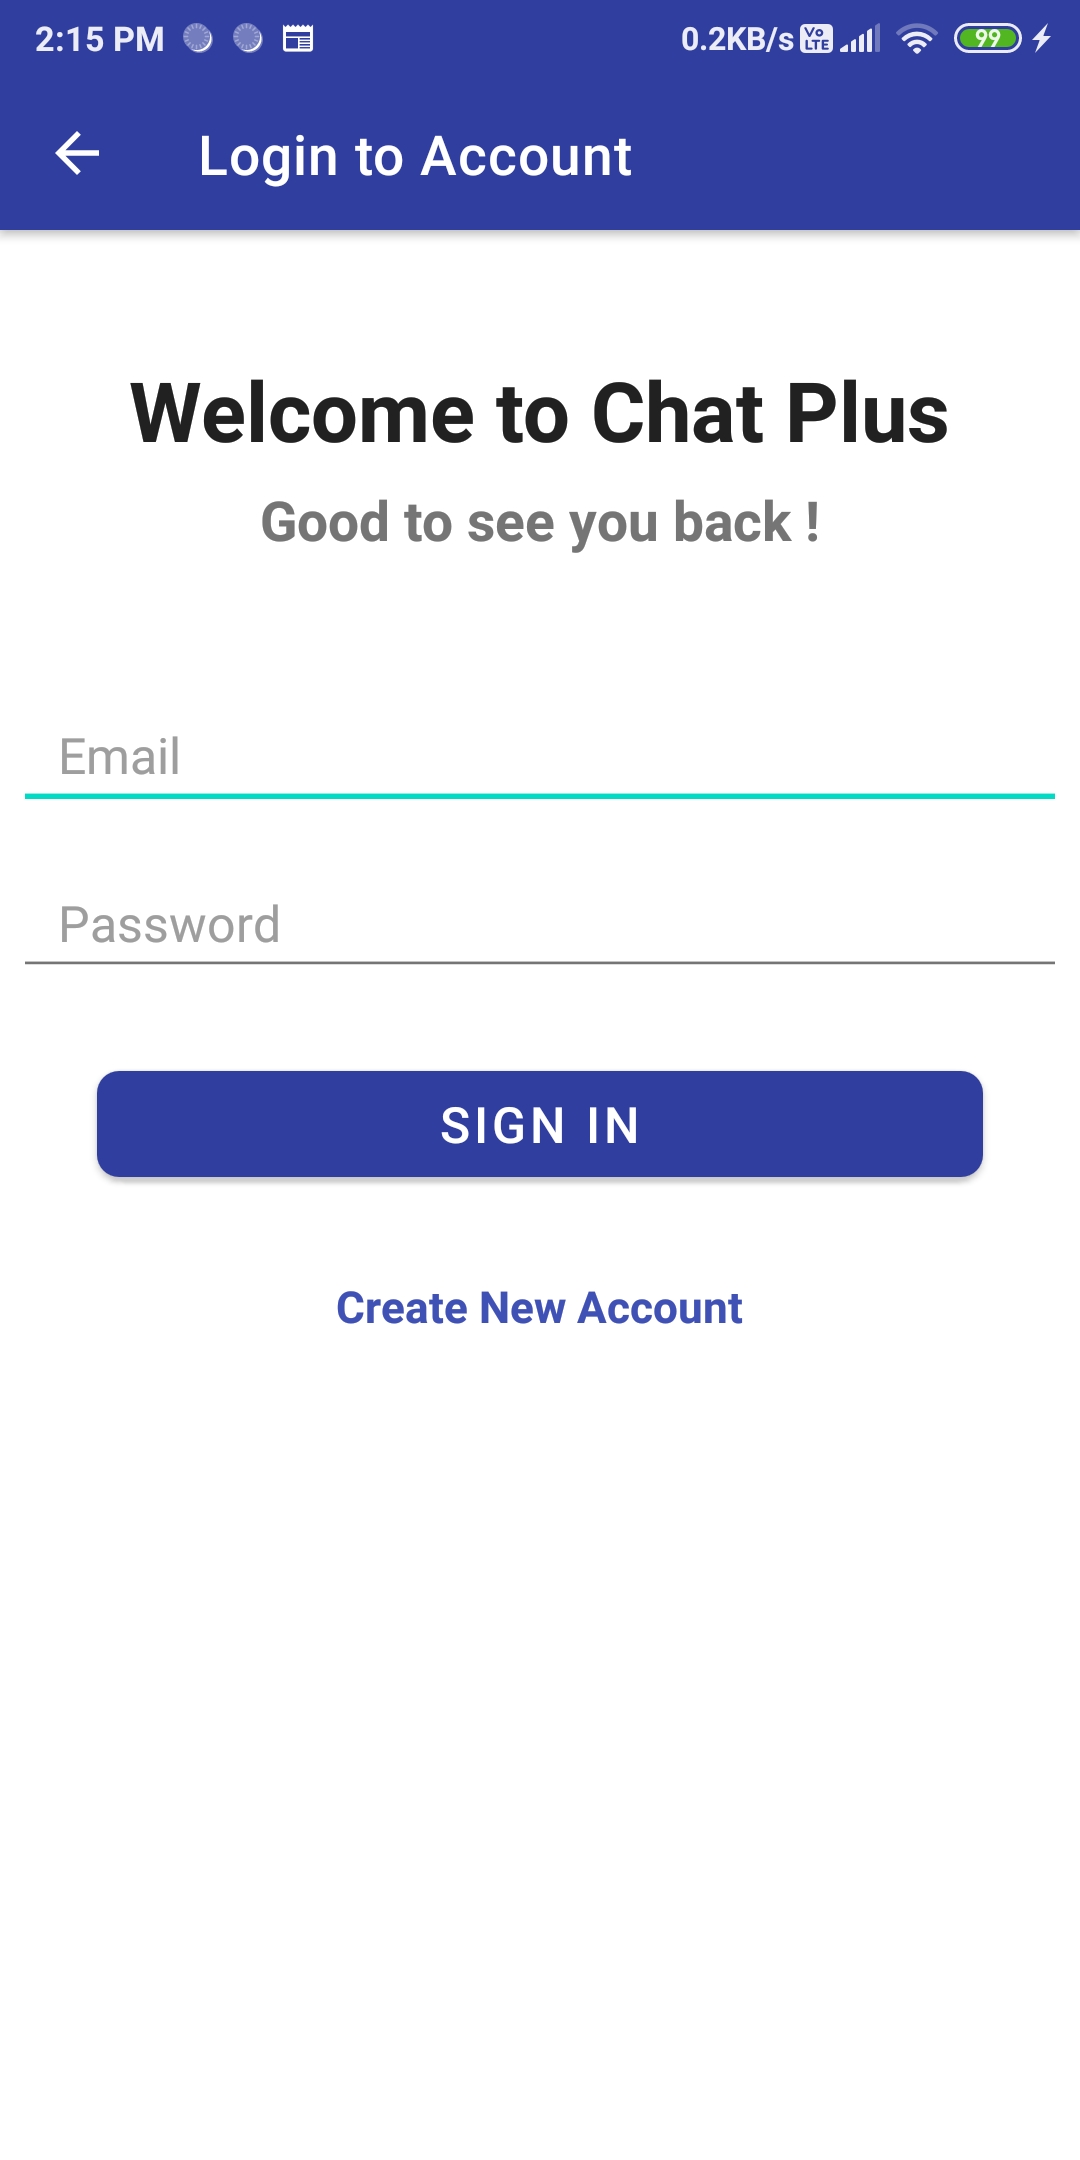 2:15 PM 0.2KB/s Vo LTE 99
Login to Account
Welcome to Chat Plus
Good to see you back !
Email
Password
SIGN IN
Create New Account